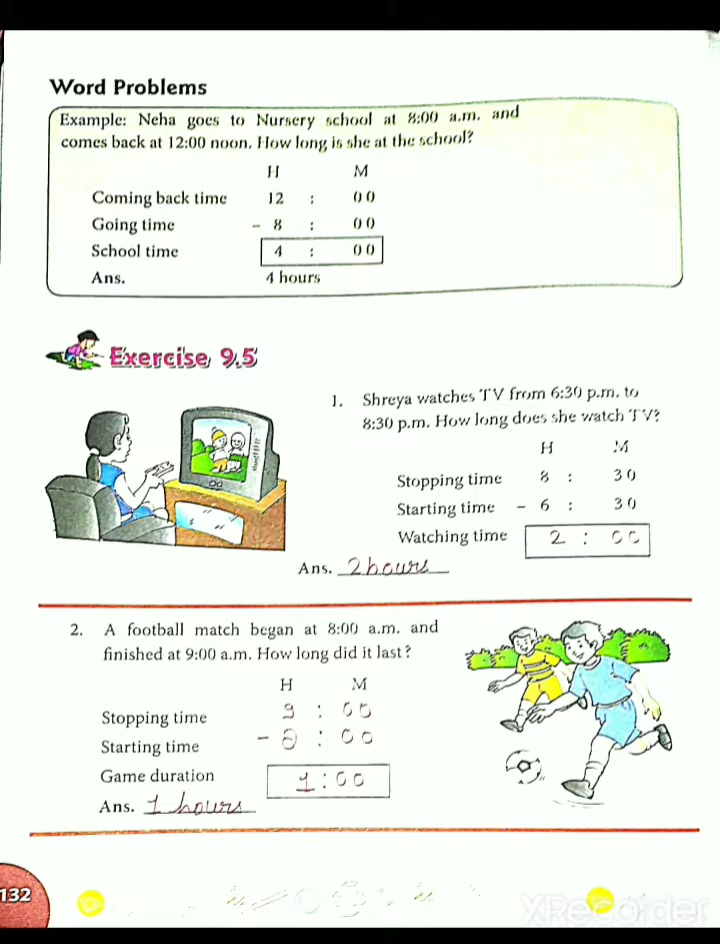 Word Problems
Example: Neha goes to Nursery school at 8:00 a.m. and
comes back at 12:00 noon. How long is she at the school?
H M
Coming back time 12 : 00
Going time - 8 : 00
School time 4 : 00
Ans. 4 hours
Exercise 9.5
1. Shreya watches TV from 6:30 p.m. to
8:30 p.m. How long does she watch TV?
H M
Stopping time 8 : 30
Starting time - 6 : 30
Watching time 2 : 00
Ans. 2 hours
2. A football match began at 8:00 a.m. and
finished at 9:00 a.m. How long did it last?
H M
Stopping time 9 : 00
Starting time - 8 : 00
Game duration 1 : 00
Ans. 1 hours
132
XRecorder